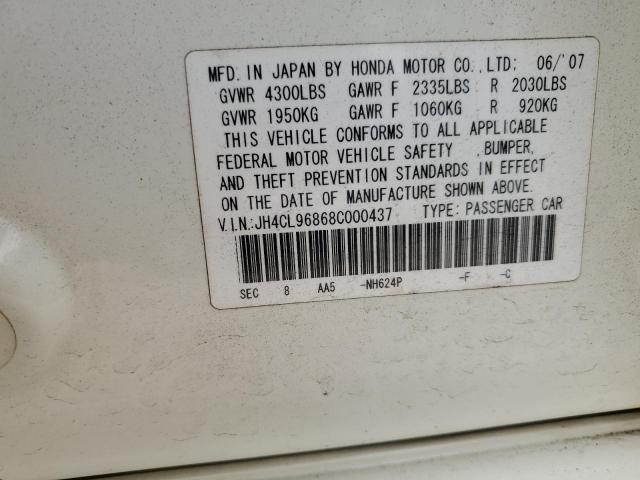 MFD. IN JAPAN BY HONDA MOTOR CO.,LTD: 06/'07
GVWR 4300LBS GAWR F 2335LBS R 2030LBS
GVWR 1950KG GAWR F 1060KG R 920KG
THIS VEHICLE CONFORMS TO ALL APPLICABLE
FEDERAL MOTOR VEHICLE SAFETY ,BUMPER,
AND THEFT PREVENTION STANDARDS IN EFFECT
ON THE DATE OF MANUFACTURE SHOWN ABOVE.
V.I.N.:JH4CL96868C000437 TYPE: PASSENGER CAR
SEC 8 AA5 -NH624P -F -C